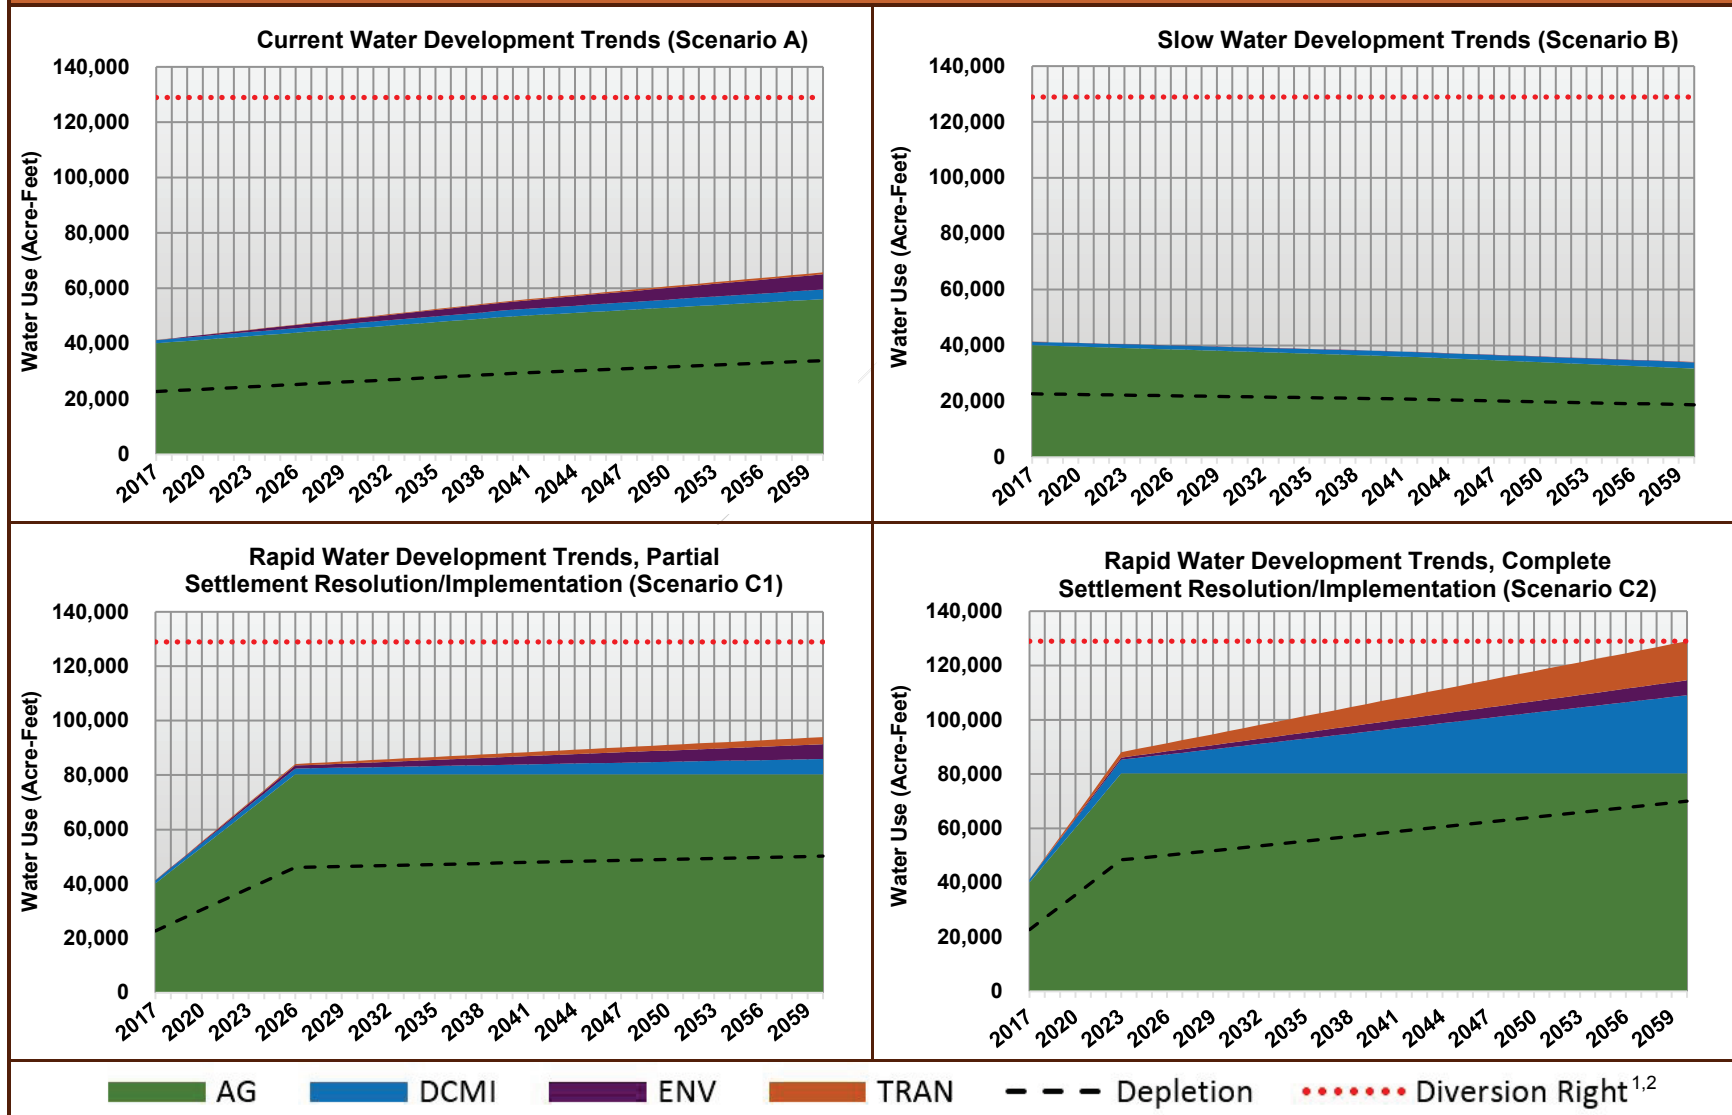 Current Water Development Trends (Scenario A)
Water Use (Acre-Feet)
140,000
120,000
100,000
80,000
60,000
40,000
20,000
0
2017 2020 2023 2026 2029 2032 2035 2038 2041 2044 2047 2050 2053 2056 2059
Slow Water Development Trends (Scenario B)
Water Use (Acre-Feet)
140,000
120,000
100,000
80,000
60,000
40,000
20,000
0
2017 2020 2023 2026 2029 2032 2035 2038 2041 2044 2047 2050 2053 2056 2059
Rapid Water Development Trends, Partial
Settlement Resolution/Implementation (Scenario C1)
Water Use (Acre-Feet)
140,000
120,000
100,000
80,000
60,000
40,000
20,000
0
2017 2020 2023 2026 2029 2032 2035 2038 2041 2044 2047 2050 2053 2056 2059
Rapid Water Development Trends, Complete
Settlement Resolution/Implementation (Scenario C2)
Water Use (Acre-Feet)
140,000
120,000
100,000
80,000
60,000
40,000
20,000
0
2017 2020 2023 2026 2029 2032 2035 2038 2041 2044 2047 2050 2053 2056 2059
AG DCMI ENV TRAN Depletion Diversion Right1,2